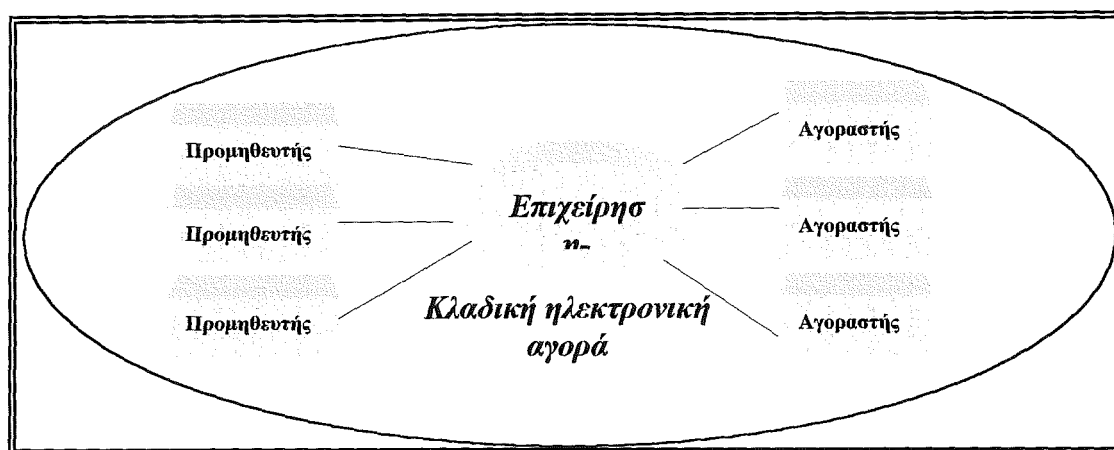 Προμηθευτής
Προμηθευτής
Προμηθευτής
Επιχείρησ
Κλαδική ηλεκτρονική
αγορά
Αγοραστής
Αγοραστής
Αγοραστής